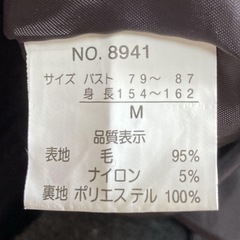 NO. 8941
サイズ バスト 79～ 87
身長154～162
M
品質表示
表地 毛 95%
ナイロン 5%
裏地 ポリエステル 100%